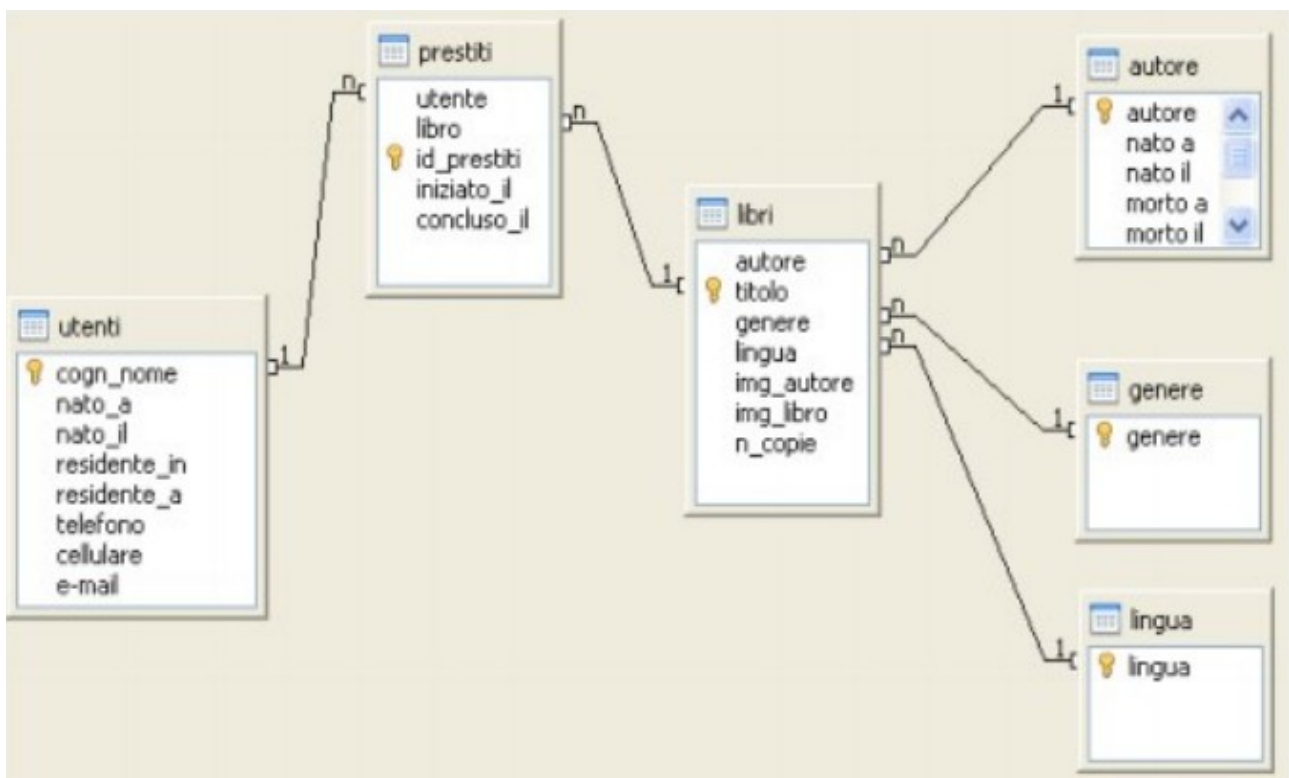 prestiti
utente
libro
id_prestiti
iniziato_il
concluso_il
n
n
1
utenti
cogn_nome
nato_a
nato_il
residente_in
residente_a
telefono
cellulare
e-mail
1
libri
autore
titolo
genere
lingua
img_autore
img_libro
n_copie
n
n
n
1
autore
autore
nato a
nato il
morto a
morto il
1
genere
genere
1
lingua
lingua